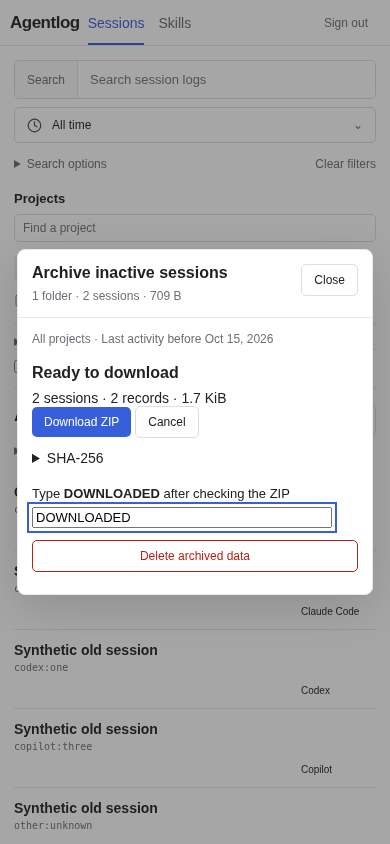 Agentlog Sessions Skills Sign out
Search Search session logs
All time
Search options Clear filters
Projects
Find a project
Archive inactive sessions
Close
1 folder · 2 sessions · 709 B
All projects · Last activity before Oct 15, 2026
Ready to download
2 sessions · 2 records · 1.7 KiB
Download ZIP Cancel
SHA-256
Type DOWNLOADED after checking the ZIP
DOWNLOADED
Delete archived data
Claude Code
Synthetic old session
codex:one
Codex
Synthetic old session
copilot:three
Copilot
Synthetic old session
other:unknown